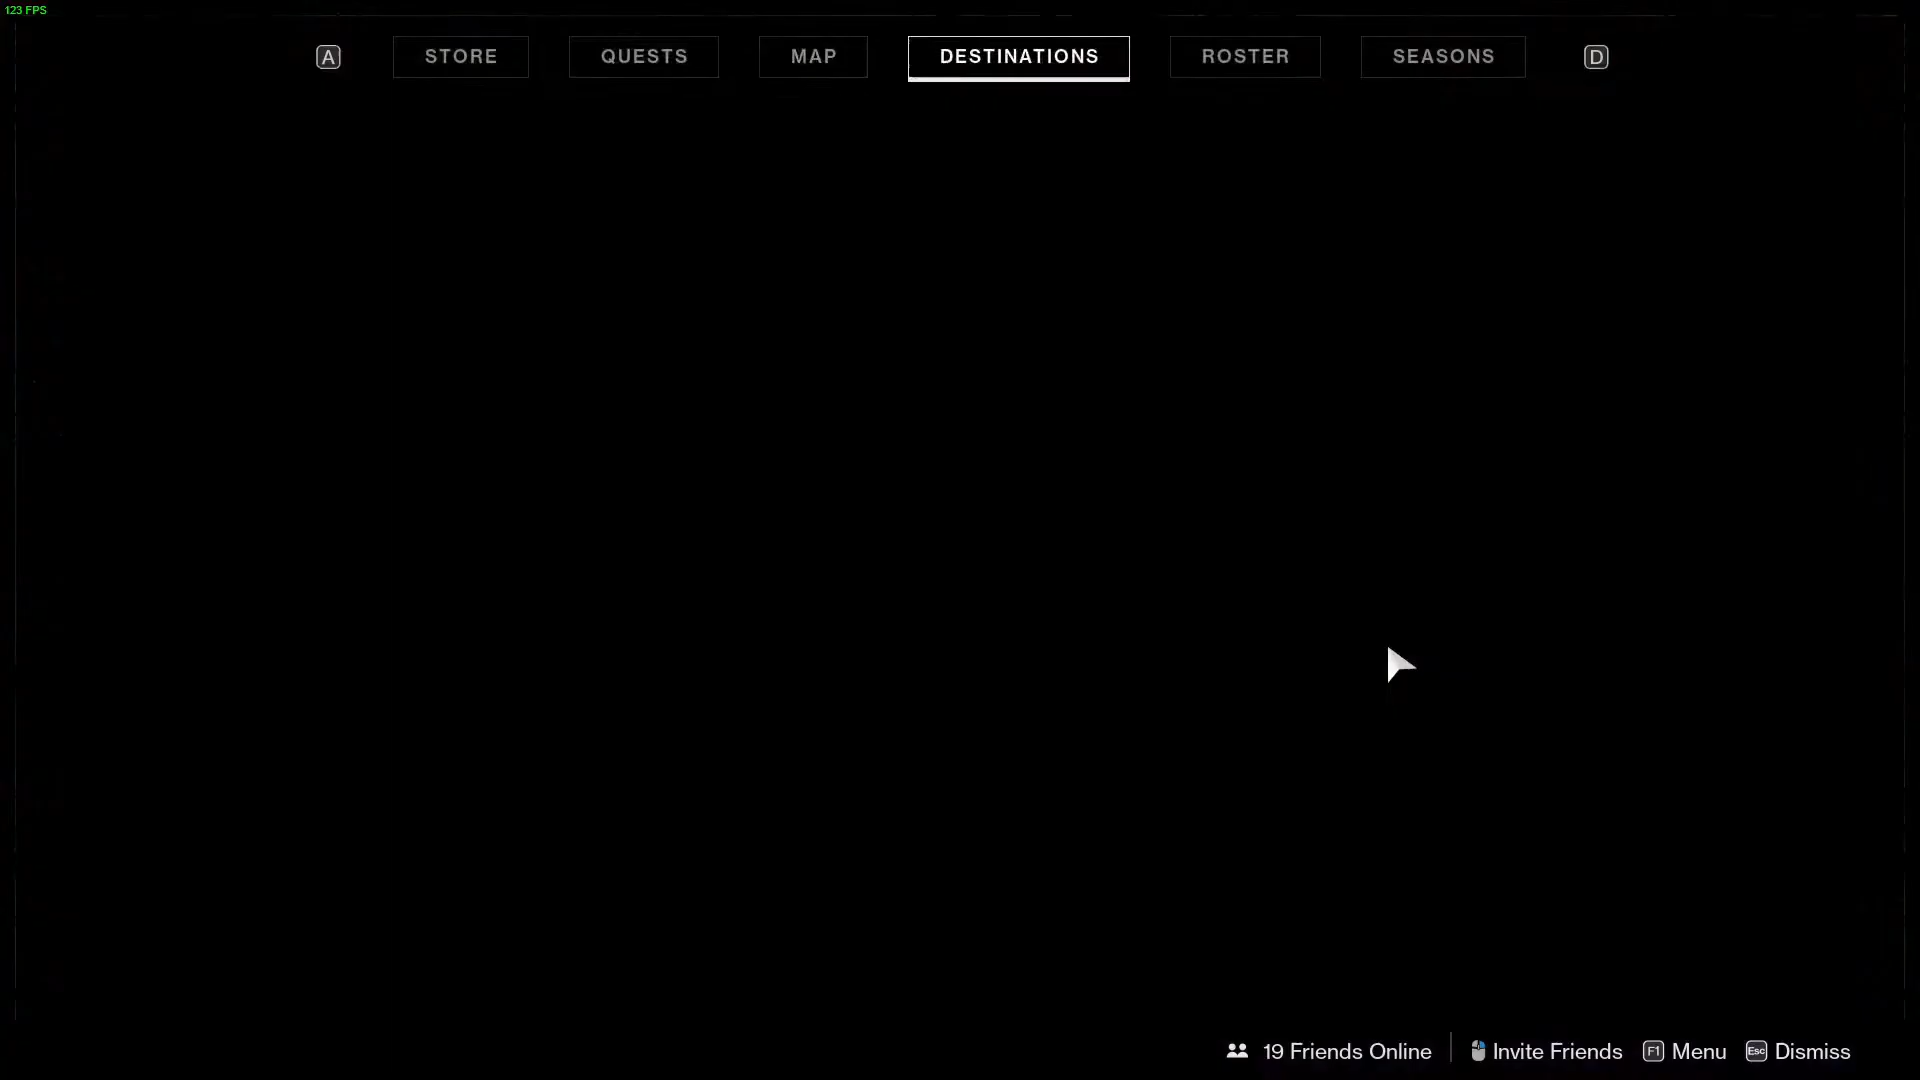 123 FPS
A STORE QUESTS MAP DESTINATIONS ROSTER SEASONS D
19 Friends Online Invite Friends F1 Menu Esc Dismiss